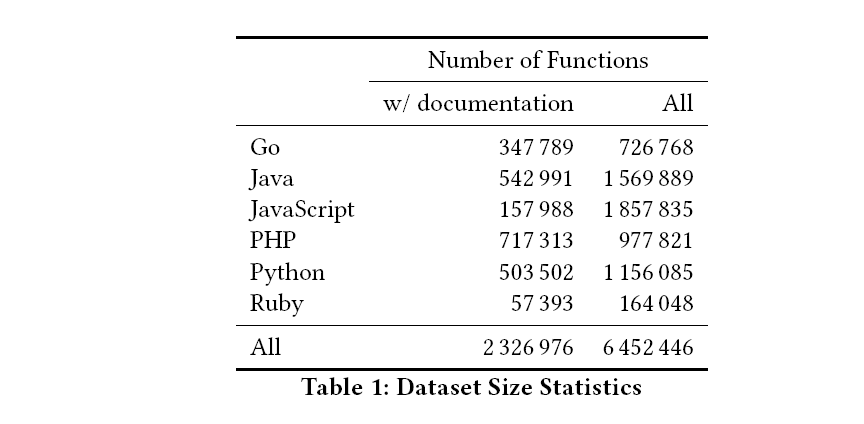 Number of Functions
w/ documentation All
Go 347 789 726 768
Java 542 991 1 569 889
JavaScript 157 988 1 857 835
PHP 717 313 977 821
Python 503 502 1 156 085
Ruby 57 393 164 048
All 2 326 976 6 452 446
Table 1: Dataset Size Statistics